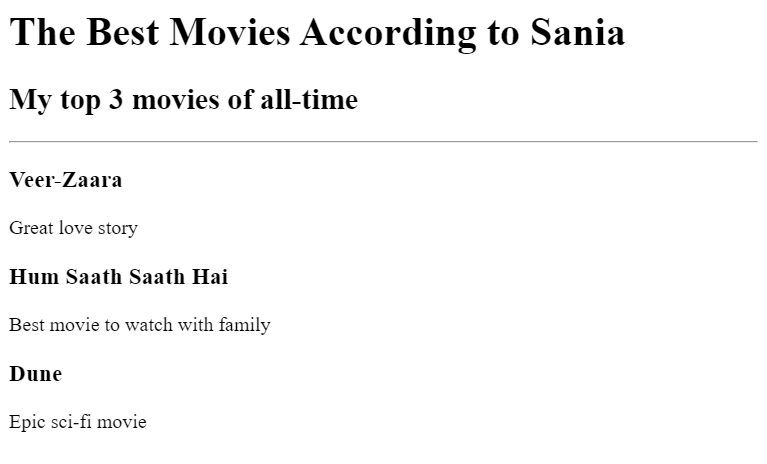 The Best Movies According to Sania
My top 3 movies of all-time
Veer-Zaara
Great love story
Hum Saath Saath Hai
Best movie to watch with family
Dune
Epic sci-fi movie